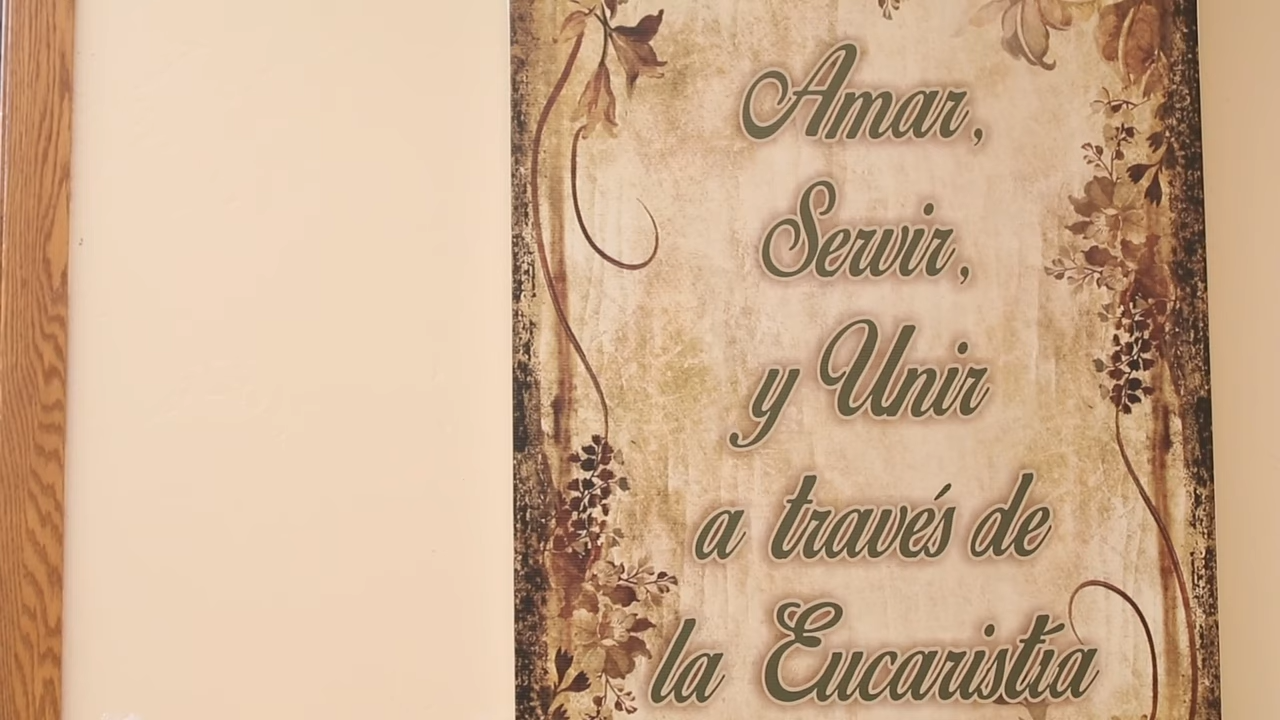 Amar,
Servir,
y Unir
a través de
la Eucaristía